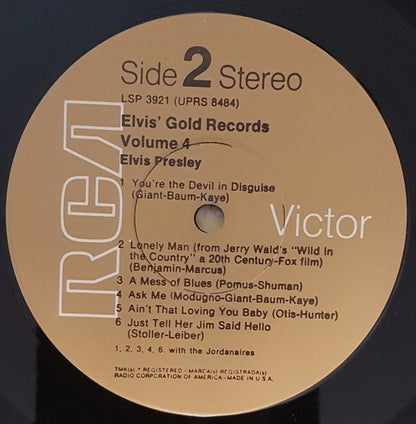 Side 2 Stereo
LSP 3921 (UPRS 8484)
Elvis' Gold Records
Volume 4
Elvis Presley
1 You're the Devil in Disguise
(Giant-Baum-Kaye)
RCA
Victor
2 Lonely Man (from Jerry Wald's "Wild in
the Country" a 20th Century-Fox film)
(Benjamin-Marcus)
3 A Mess of Blues (Pomus-Shuman)
4 Ask Me (Modugno-Giant-Baum-Kaye)
5 Ain't That Loving You Baby (Otis-Hunter)
6 Just Tell Her Jim Said Hello
(Stoller-Leiber)
1, 2, 3, 4, 6. with the Jordanaires
TMK(s) ® REGISTERED - MARCA(s) REGISTRADA(s)
RADIO CORPORATION OF AMERICA - MADE IN U.S.A.